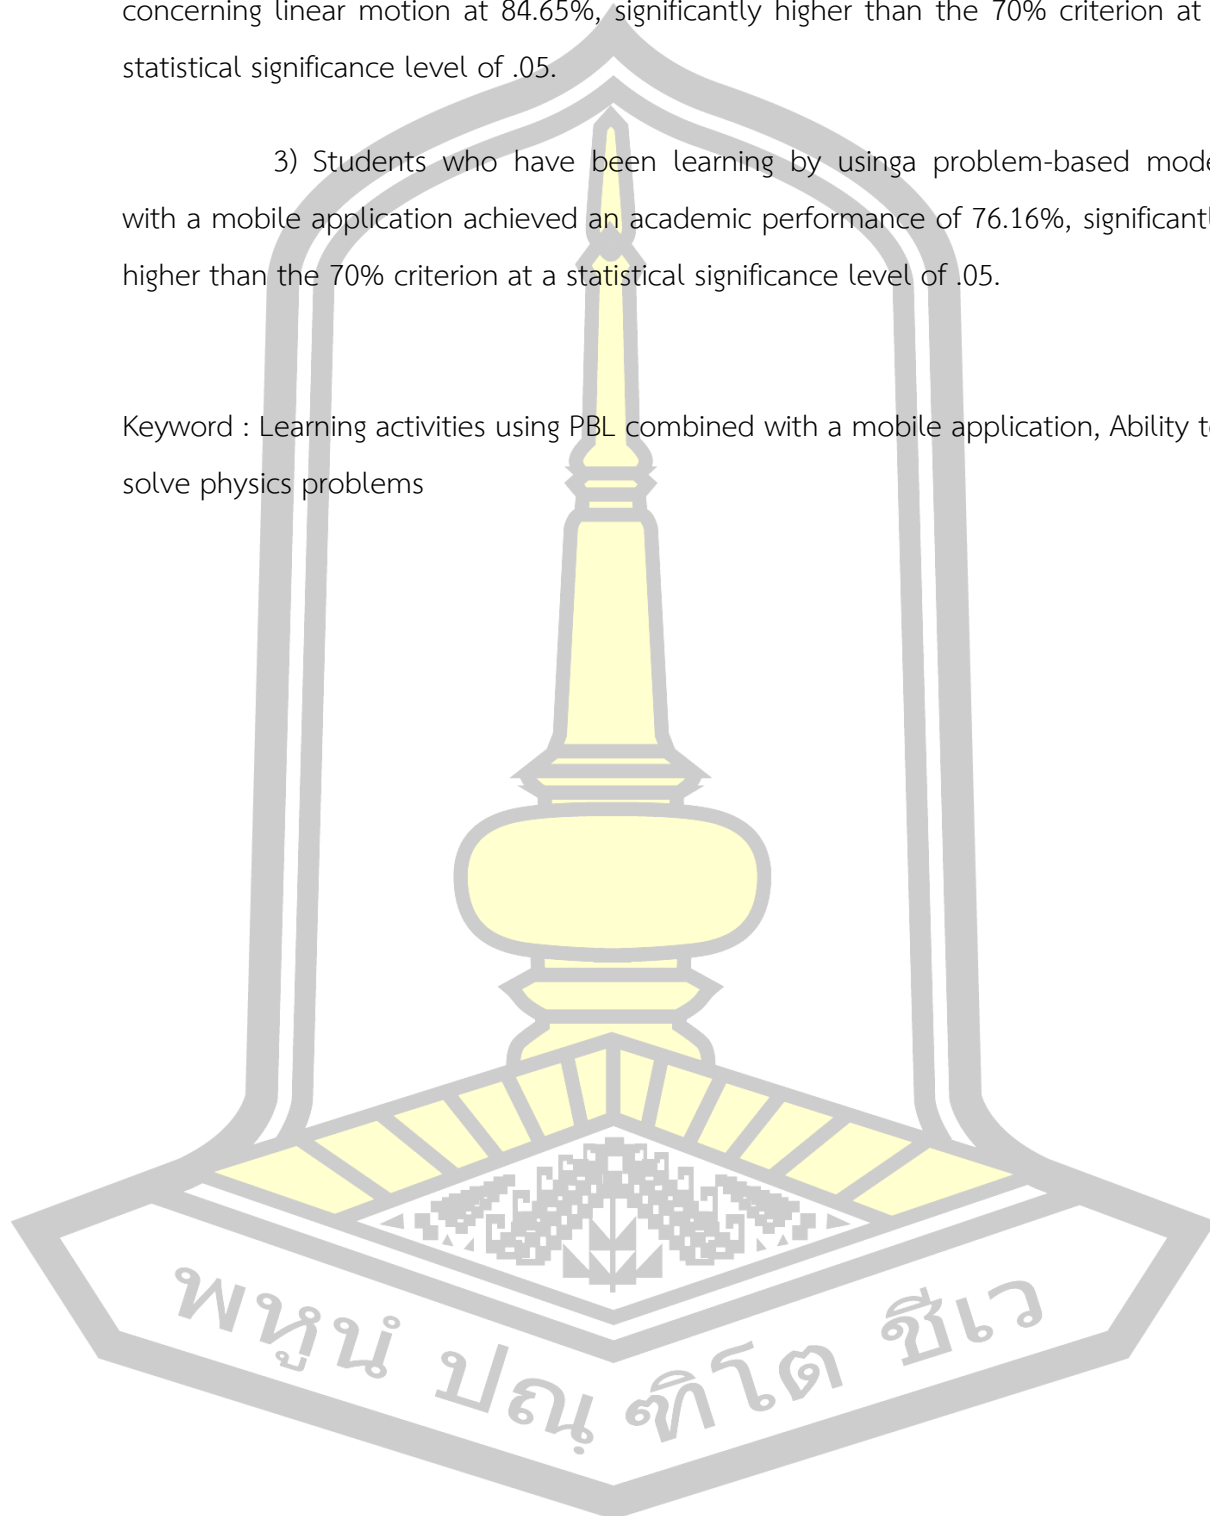 concerning linear motion at 84.65%, significantly higher than the 70% criterion at
statistical significance level of .05.
3) Students who have been learning by usinga problem-based mode
with a mobile application achieved an academic performance of 76.16%, significantl
higher than the 70% criterion at a statistical significance level of .05.
Keyword : Learning activities using PBL combined with a mobile application, Ability t
solve physics problems
พหูนํ ปณฺ ฑิโต ชีเว